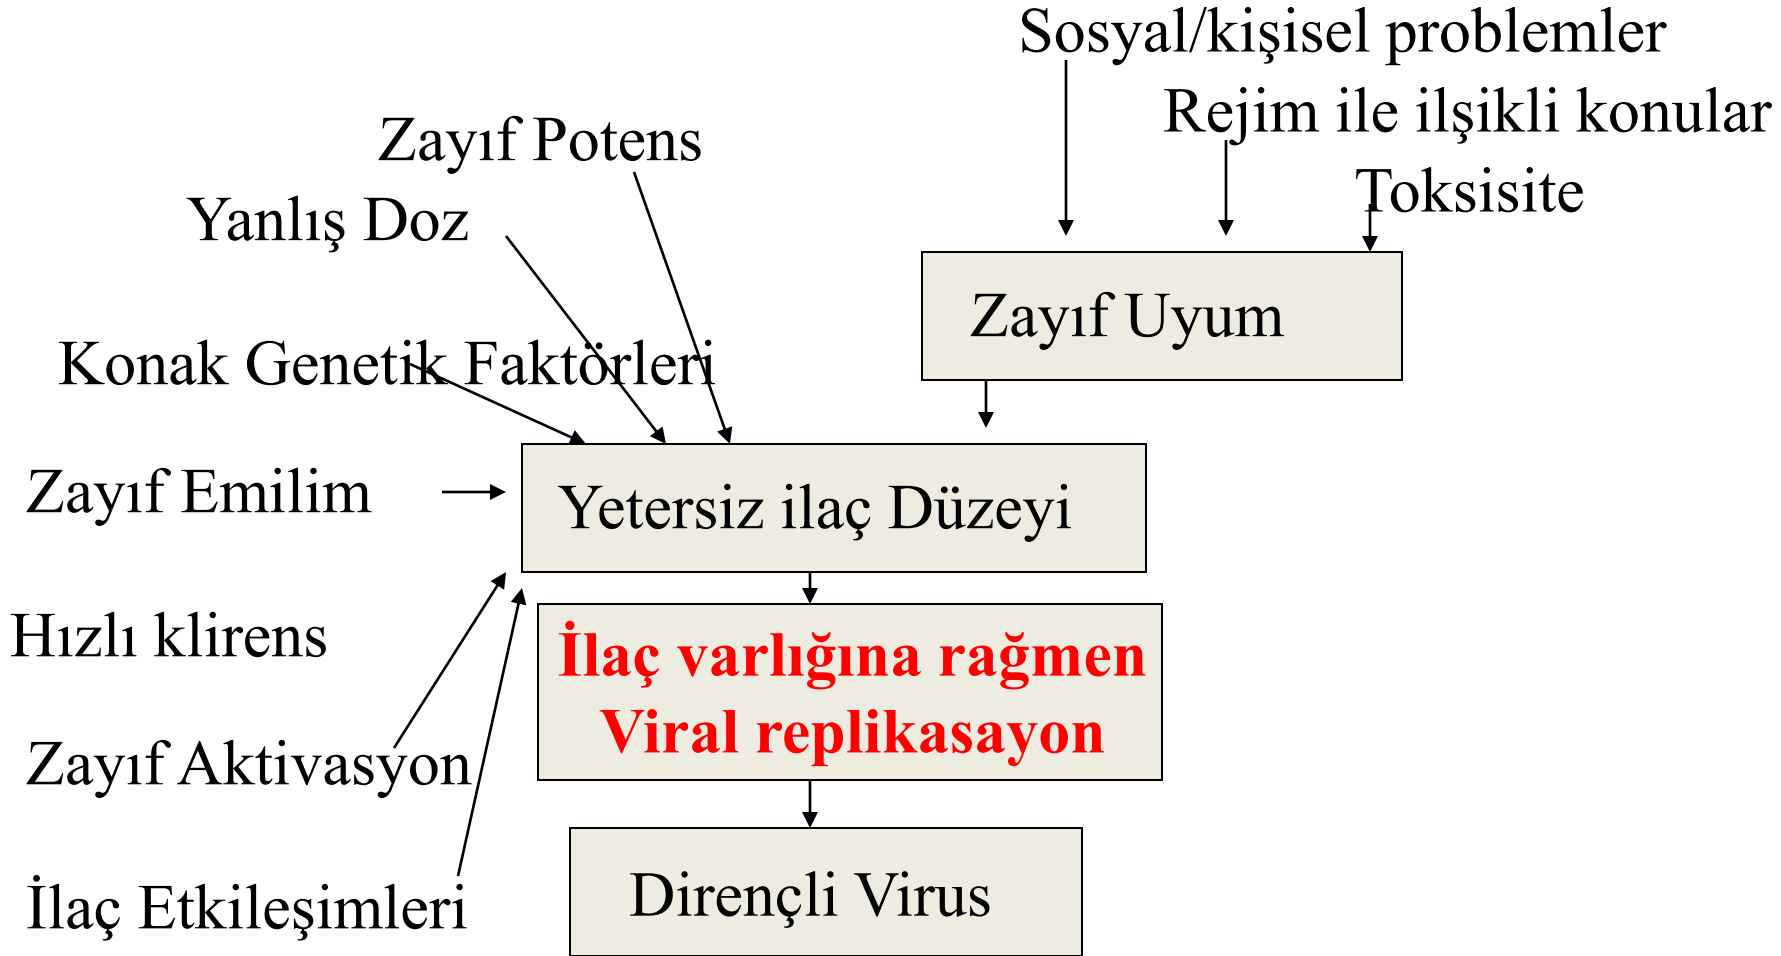 Sosyal/kişisel problemler
Rejim ile ilşikli konular
Toksisite
Zayıf Potens
Yanlış Doz
Zayıf Uyum
Konak Genetik Faktörleri
Zayıf Emilim
Yetersiz ilaç Düzeyi
Hızlı klirens
İlaç varlığına rağmen
Viral replikasayon
Zayıf Aktivasyon
İlaç Etkileşimleri
Dirençli Virus